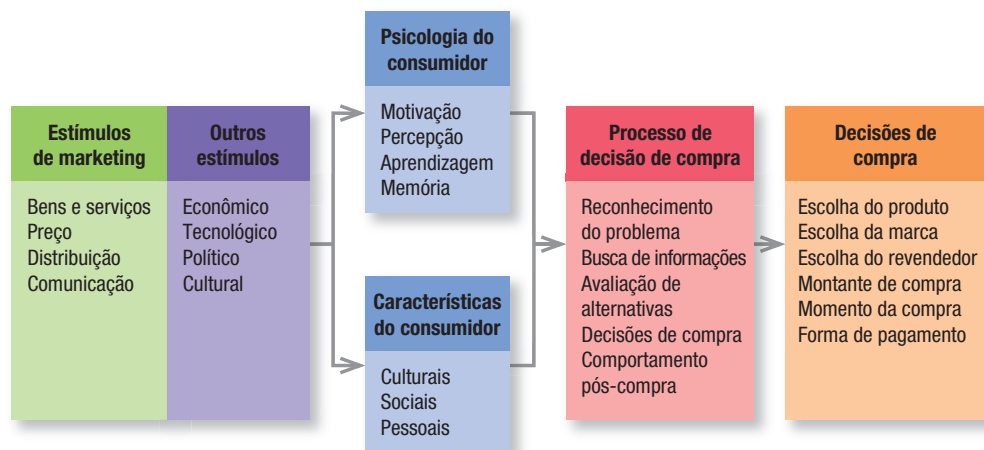 Estímulos
de marketing
Bens e serviços
Preço
Distribuição
Comunicação
Outros
estímulos
Econômico
Tecnológico
Político
Cultural
Psicologia do
consumidor
Motivação
Percepção
Aprendizagem
Memória
Características
do consumidor
Culturais
Sociais
Pessoais
Processo de
decisão de compra
Reconhecimento
do problema
Busca de informações
Avaliação de
alternativas
Decisões de compra
Comportamento
pós-compra
Decisões de
compra
Escolha do produto
Escolha da marca
Escolha do revendedor
Montante de compra
Momento da compra
Forma de pagamento